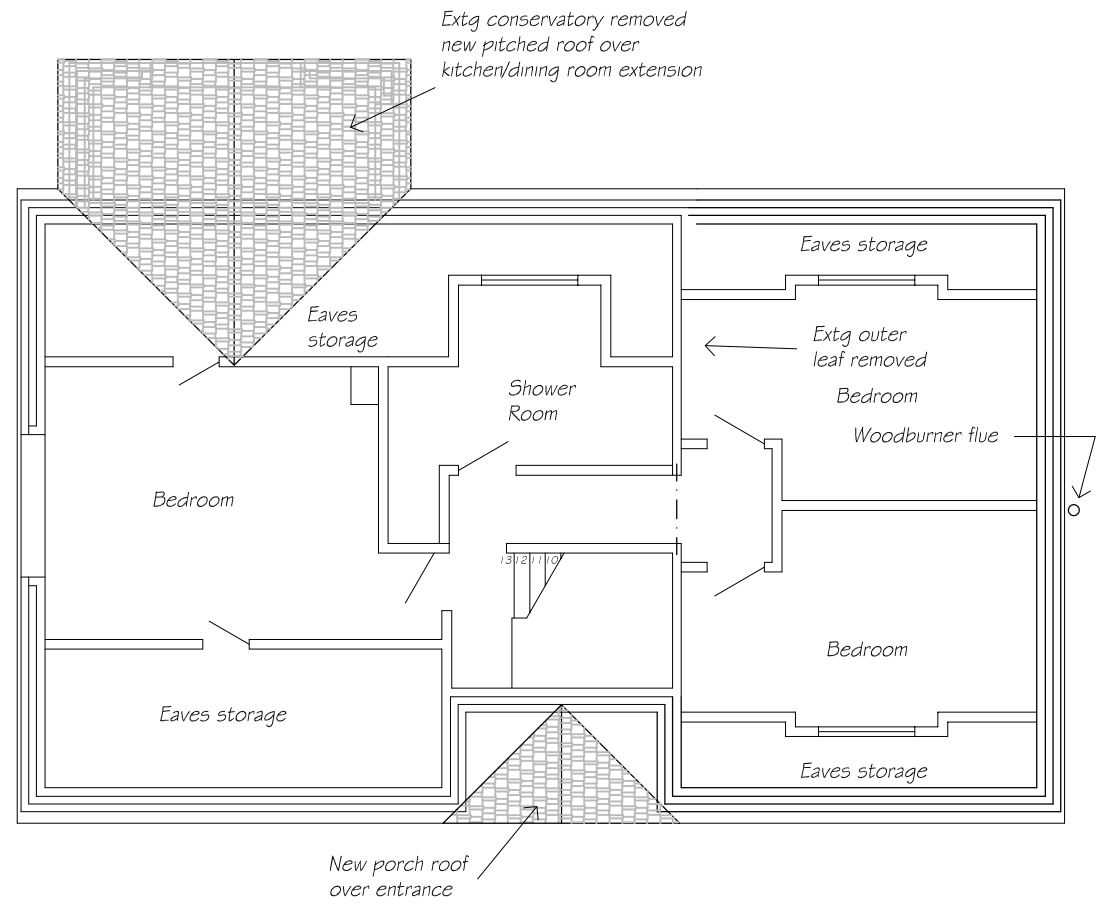 Extg conservatory removed
new pitched roof over
kitchen/dining room extension
Eaves storage
Eaves
storage
Extg outer
leaf removed
Shower
Room
Bedroom
Woodburner flue
Bedroom
13 12 11 10
Bedroom
Eaves storage
Eaves storage
New porch roof
over entrance